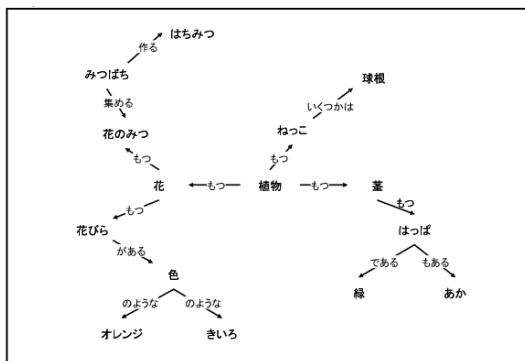 はちみつ
作る
みつばち
球根
集める
いくつかは
花のみつ
ねっこ
もつ
もつ
花
もつ
植物
もつ
茎
もつ
もつ
花びら
はっぱ
がある
である
もある
色
緑
あか
のような
のような
オレンジ
きいろ